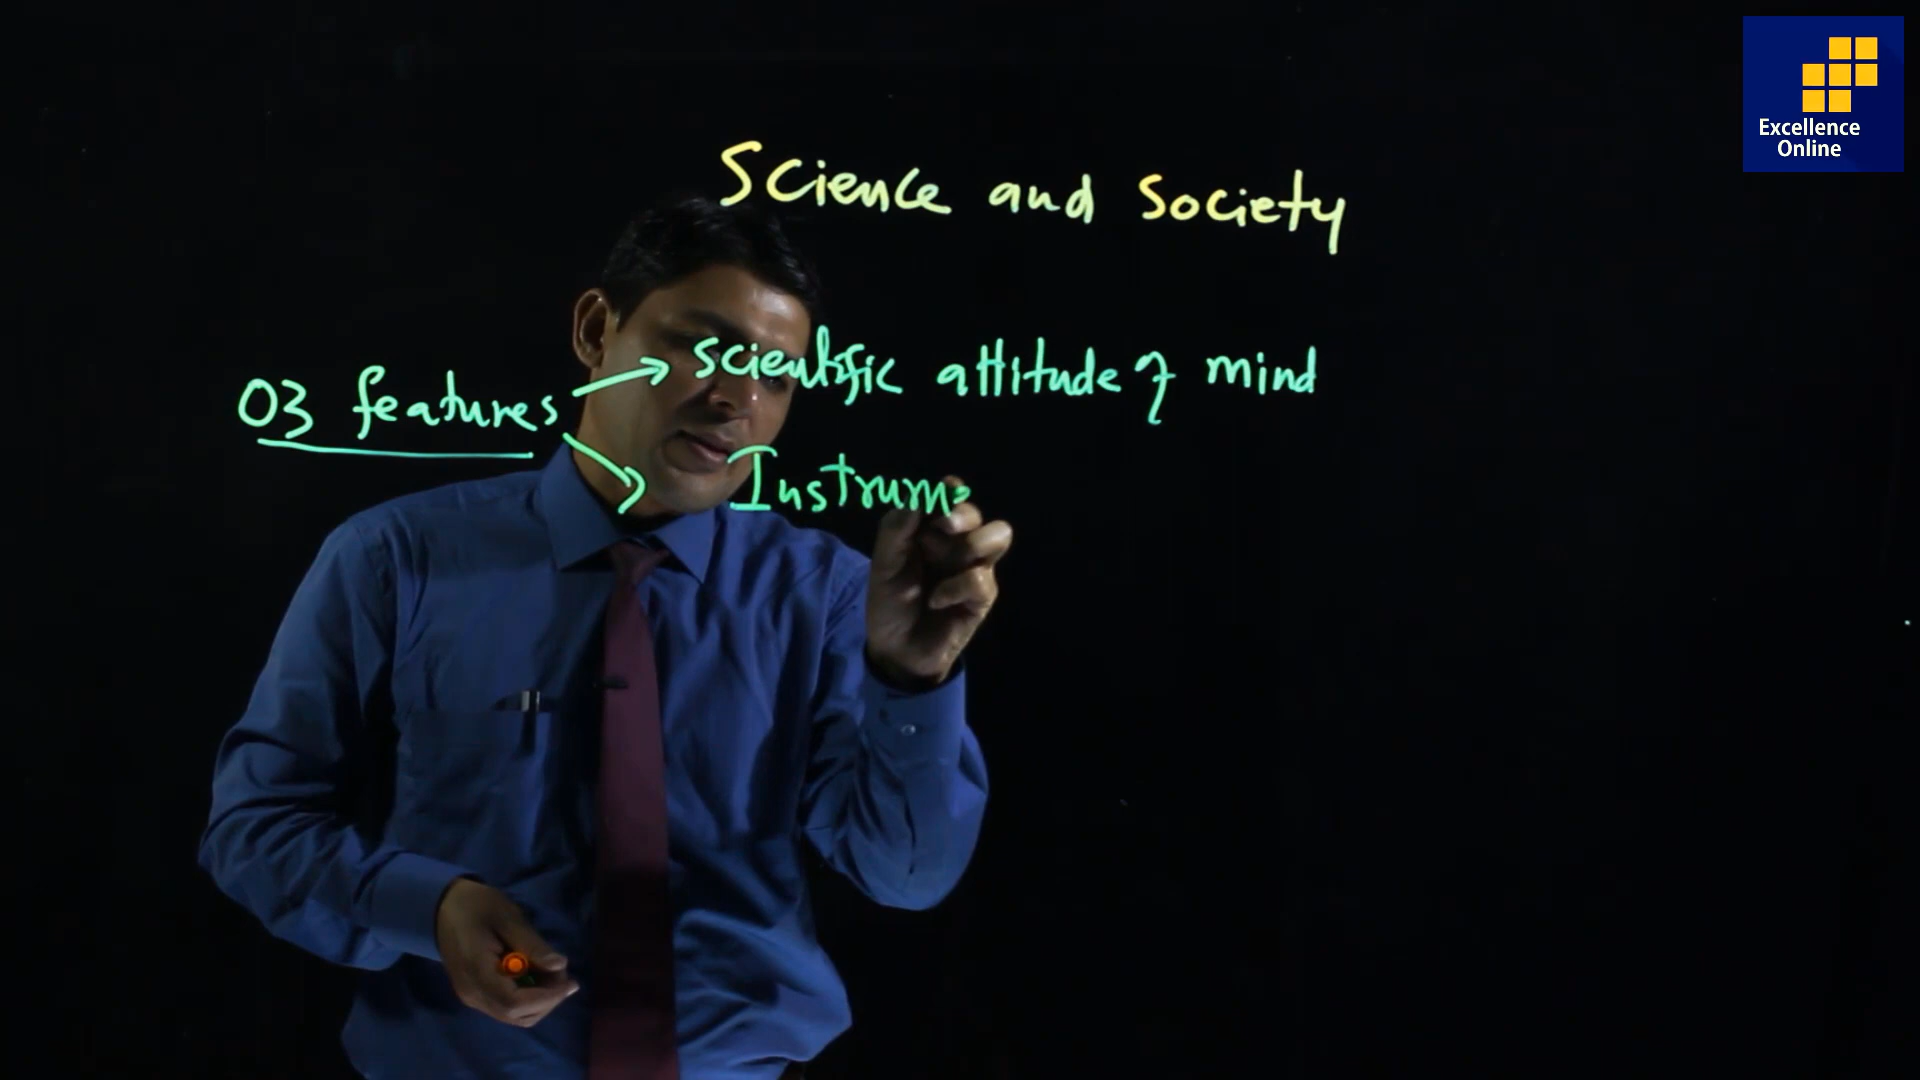 Excellence
Online
Science and Society
03 features
scientific attitude of mind
Instrum